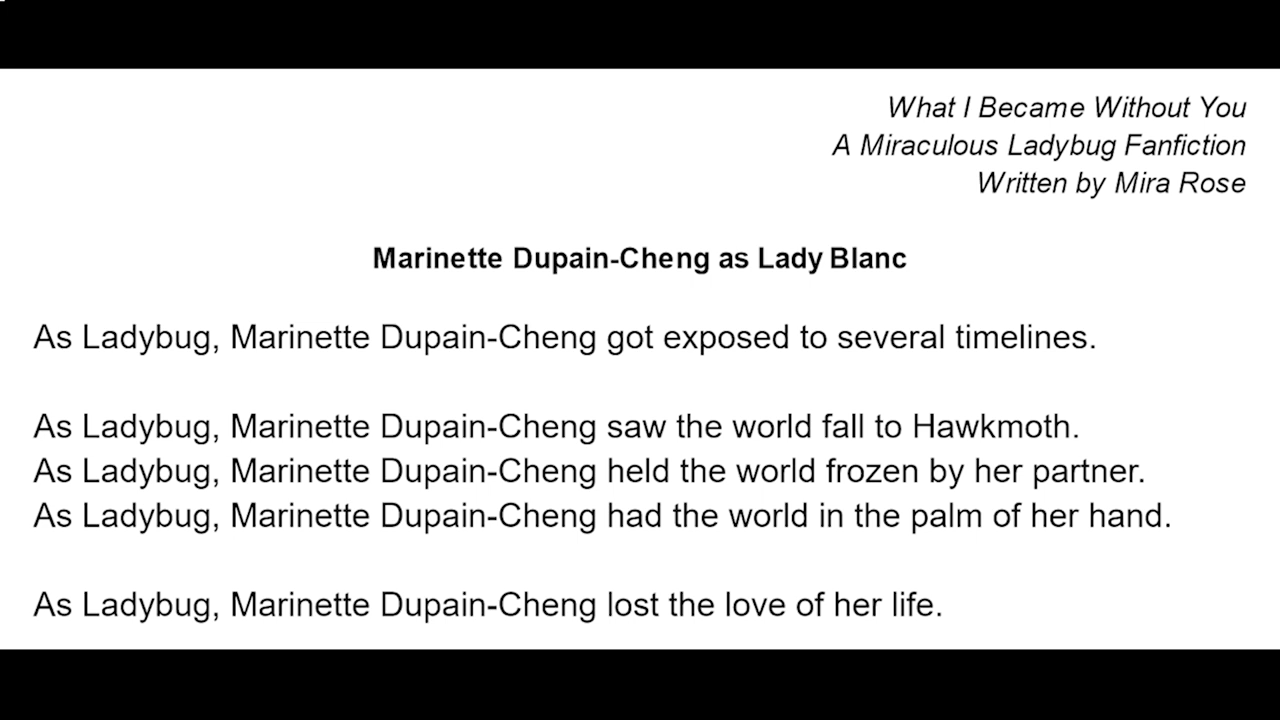 What I Became Without You
A Miraculous Ladybug Fanfiction
Written by Mira Rose
Marinette Dupain-Cheng as Lady Blanc
As Ladybug, Marinette Dupain-Cheng got exposed to several timelines.
As Ladybug, Marinette Dupain-Cheng saw the world fall to Hawkmoth.
As Ladybug, Marinette Dupain-Cheng held the world frozen by her partner.
As Ladybug, Marinette Dupain-Cheng had the world in the palm of her hand.
As Ladybug, Marinette Dupain-Cheng lost the love of her life.